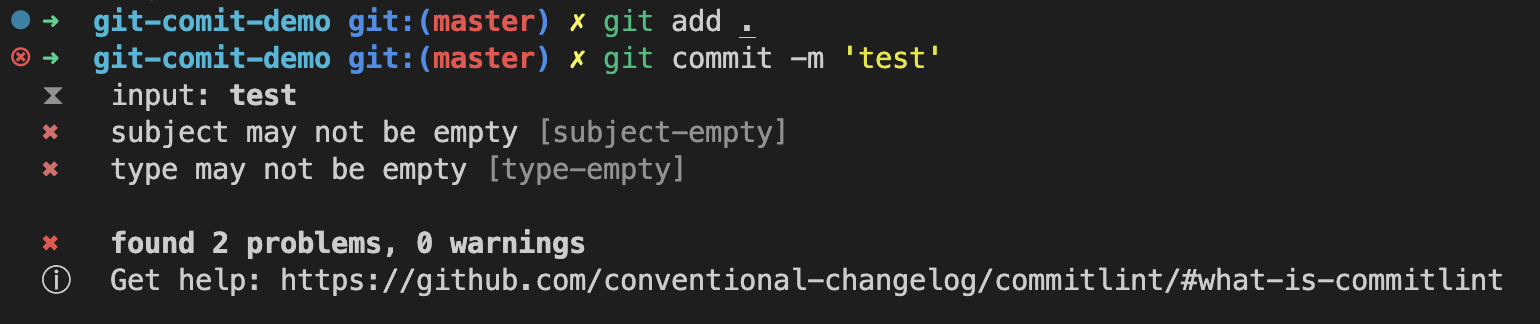 ➜ git-comit-demo git:(master) ✗ git add .
➜ git-comit-demo git:(master) ✗ git commit -m 'test'
⧗ input: test
✖ subject may not be empty [subject-empty]
✖ type may not be empty [type-empty]
✖ found 2 problems, 0 warnings
ⓘ Get help: https://github.com/conventional-changelog/commitlint/#what-is-commitlint